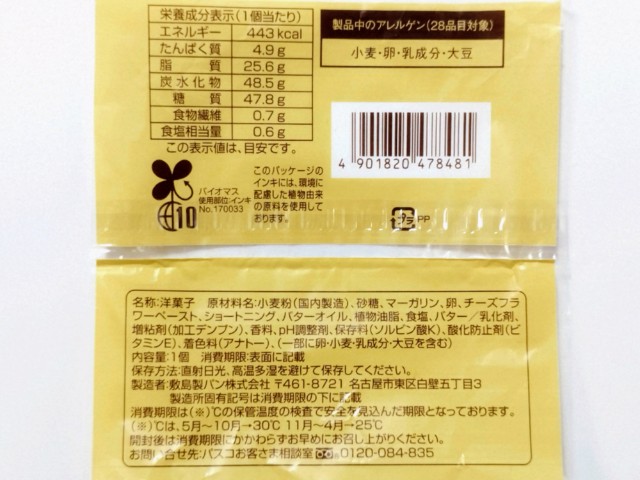 栄養成分表示(1個当たり)
エネルギー 443 kcal
たんぱく質 4.9 g
脂質 25.6 g
炭水化物 48.5 g
糖質 47.8 g
食物繊維 0.7 g
食塩相当量 0.6 g
この表示値は、目安です。
製品中のアレルゲン(28品目対象)
小麦・卵・乳成分・大豆
4 901820 478481
バイオマス
使用部位:インキ
No.170033
10
このパッケージの
インキには、環境に
配慮した植物由来
の原料を使用して
おります。
プラ PP
名称:洋菓子 原材料名:小麦粉(国内製造)、砂糖、マーガリン、卵、チーズフラ
ワーペースト、ショートニング、バターオイル、植物油脂、食塩、バター/乳化剤、
増粘剤(加工デンプン)、香料、pH調整剤、保存料(ソルビン酸K)、酸化防止剤(ビ
タミンE)、着色料(アナトー)、(一部に卵・小麦・乳成分・大豆を含む)
内容量:1個 消費期限:表面に記載
保存方法:直射日光、高温多湿を避けて保存してください。
製造者:敷島製パン株式会社 〒461-8721 名古屋市東区白壁五丁目3
製造所固有記号は消費期限の下に記載
消費期限は(※)℃の保管温度の検査で安全を見込んだ期限となっております。
(※)℃は、5月~10月→30℃ 11月~4月→25℃
開封後は消費期限にかかわらずお早めにお召し上がりください。
お問い合せ先:パスコお客さま相談室 0120-084-835